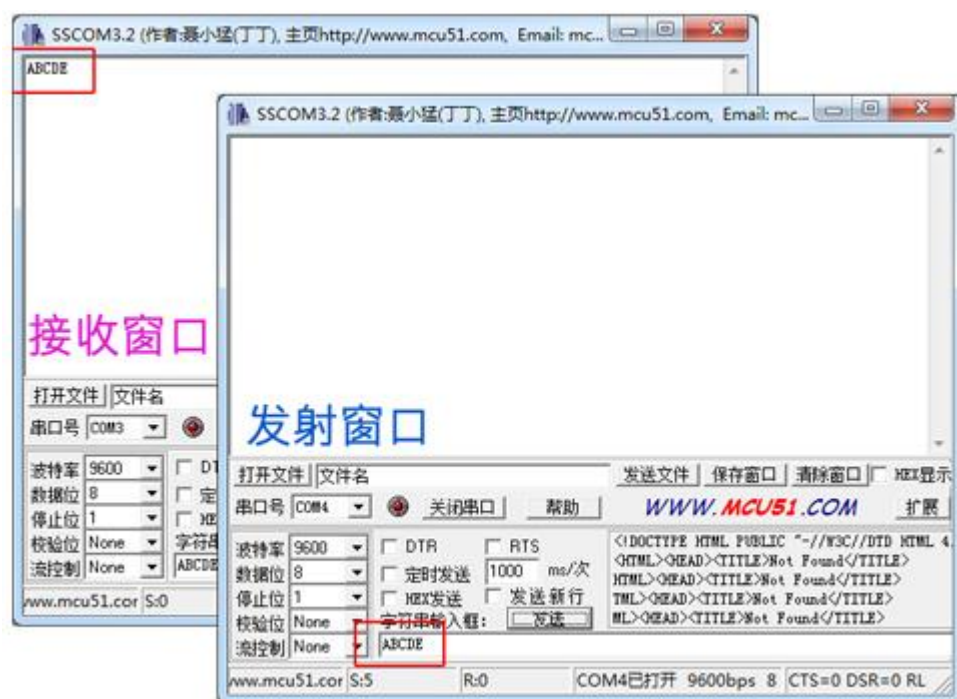 SSCOM3.2 (作者:聂小猛(丁丁), 主页http://www.mcu51.com, Email: mc...
ABCDE
接收窗口
打开文件 文件名
串口号 COM3
波特率 9600 DT
数据位 8 定
停止位 1 HE
校验位 None 字符串
流控制 None ABCDE
www.mcu51.cor S:0
SSCOM3.2 (作者:聂小猛(丁丁), 主页http://www.mcu51.com, Email: mc...
发射窗口
打开文件 文件名 发送文件 保存窗口 清除窗口 HEX显示
串口号 COM4 关闭串口 帮助 WWW.MCU51.COM 扩展
波特率 9600 DTR RTS
数据位 8 定时发送 1000 ms/次
停止位 1 HEX发送 发送新行
校验位 None 字符串输入框: 发送
流控制 None ABCDE
<!DOCTYPE HTML PUBLIC "-//W3C//DTD HTML 4.
<HTML><HEAD><TITLE>Not Found</TITLE>
HTML><HEAD><TITLE>Not Found</TITLE>
TML><HEAD><TITLE>Not Found</TITLE>
ML><HEAD><TITLE>Not Found</TITLE>
www.mcu51.cor S:5 R:0 COM4已打开 9600bps 8 CTS=0 DSR=0 RL